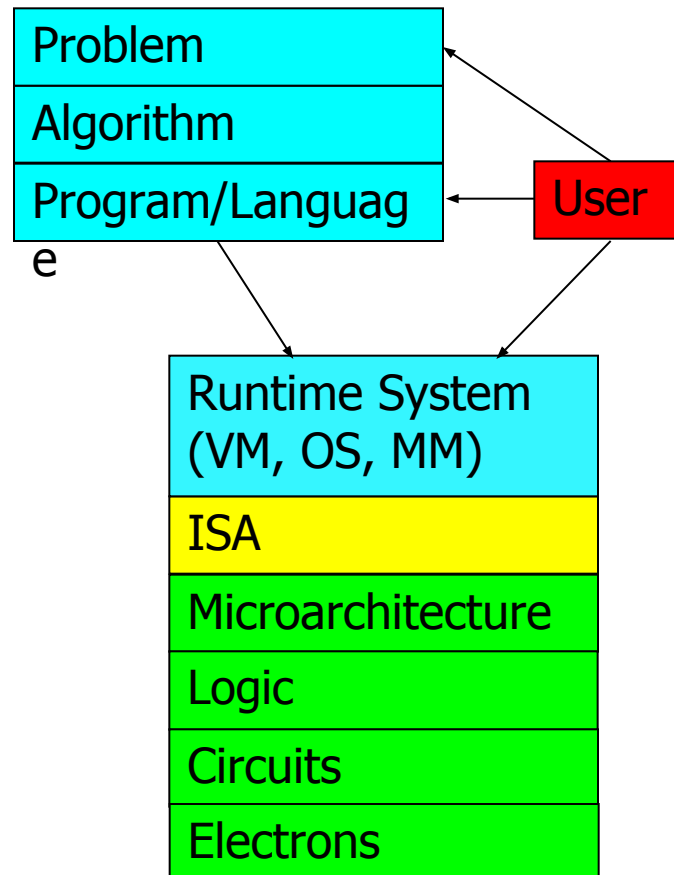 Problem
Algorithm
Program/Languag
e
User
Runtime System
(VM, OS, MM)
ISA
Microarchitecture
Logic
Circuits
Electrons